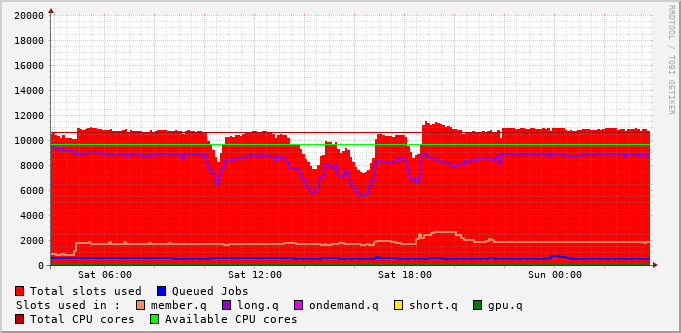 20000
18000
16000
14000
12000
10000
8000
6000
4000
2000
0
Sat 06:00 Sat 12:00 Sat 18:00 Sun 00:00
RRDTOOL / TOBI OETIKER
Total slots used Queued Jobs
Slots used in : member.q long.q ondemand.q short.q gpu.q
Total CPU cores Available CPU cores